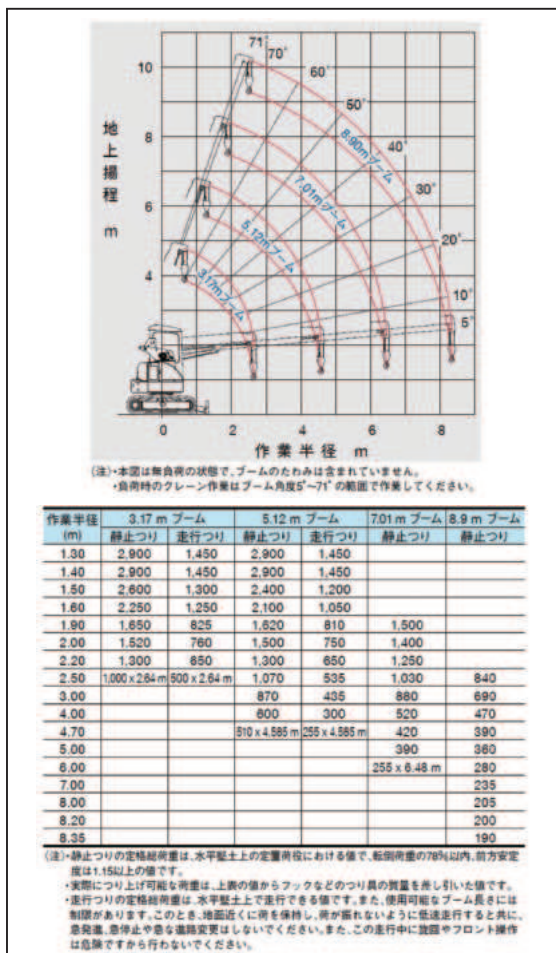 71°
70°
60°
50°
40°
30°
20°
10°
5°
10
8
6
4
地上揚程 m
8.90mブーム
7.01mブーム
5.12mブーム
3.17mブーム
0 2 4 6 8
作業半径 m
(注)・本図は無負荷の状態で、ブームのたわみは含まれていません。
・負荷時のクレーン作業はブーム角度5°〜71°の範囲で作業してください。
作業半径 (m) 3.17 m ブーム 5.12 m ブーム 7.01 m ブーム 8.9 m ブーム
静止つり 走行つり 静止つり 走行つり 静止つり 静止つり
1.30 2,900 1,450 2,900 1,450
1.40 2,900 1,450 2,900 1,450
1.50 2,600 1,300 2,400 1,200
1.60 2,250 1,250 2,100 1,050
1.90 1,650 825 1,620 810 1,500
2.00 1,520 760 1,500 750 1,400
2.20 1,300 650 1,300 650 1,250
2.50 1,000 x 2.64 m 500 x 2.64 m 1,070 535 1,030 840
3.00 870 435 880 690
4.00 600 300 520 470
4.70 510 x 4.585 m 255 x 4.585 m 420 390
5.00 390 360
6.00 255 x 6.48 m 280
7.00 235
8.00 205
8.20 200
8.35 190
(注)・静止つりの定格総荷重は、水平堅土上の定置荷役における値で、転倒荷重の78%以内、前方安定
度は1.15以上の値です。
・実際につり上げ可能な荷重は、上表の値からフックなどのつり具の質量を差し引いた値です。
・走行つりの定格総荷重は、水平堅土上で走行できる値です。また、使用可能なブーム長さには
制限があります。このとき、地面近くに荷を保持し、荷が振れないように低速走行すると共に、
急発進、急停止や急な進路変更はしないでください。また、この走行中に旋回やフロント操作
は危険ですから行わないでください。